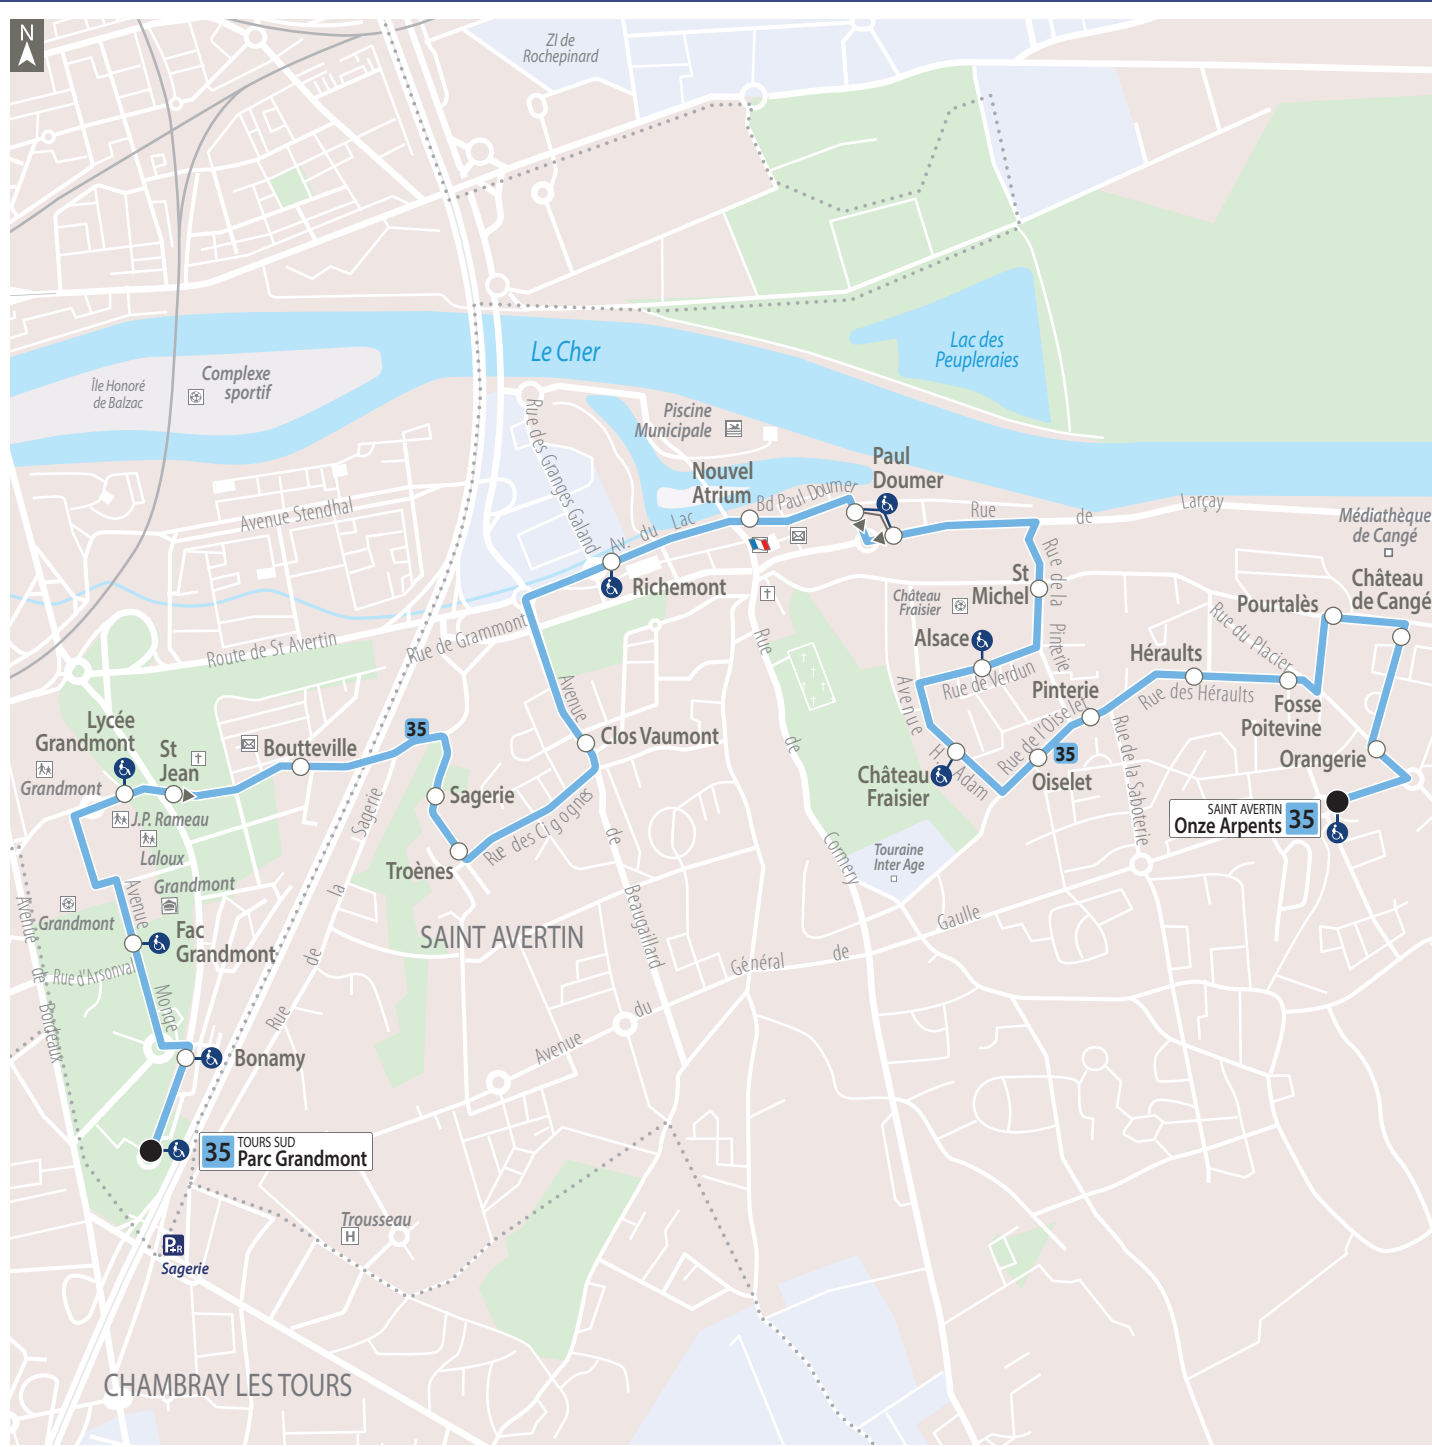 N
ZI de
Rochepinard
Le Cher
Lac des
Peupleraies
Île Honoré
de Balzac
Complexe
sportif
Piscine
Municipale
Rue des Granges Galand
Nouvel
Atrium
Bd Paul Doumer
Paul
Doumer
Rue
de
Larçay
Avenue Stendhal
Av. du Lac
Médiathèque
de Cangé
Château
de Cangé
Richemont
St
Michel
Rue de la Pinterie
Château
Fraisier
Alsace
Pourtalès
Rue du Placier
Route de St Avertin
Rue de Grammont
Rue de Verdun
Héraults
Rue des Héraults
Pinterie
Rue de l'Oiselet
Fosse
Poitevine
Avenue
H. Adam
Lycée
Grandmont
St
Jean
Boutteville
35
Clos Vaumont
35
Oiselet
Rue de la Saboterie
Orangerie
Grandmont
Château
Fraisier
SAINT AVERTIN
Onze Arpents
35
Sagerie
J.P. Rameau
Laloux
Troènes
Rue des Cigognes
Touraine
Inter Age
Grandmont
Grandmont
Avenue Monge
Fac
Grandmont
Rue d'Arsonval
Avenue de Bordeaux
SAINT AVERTIN
Rue de la Sagerie
Avenue de Beaugaillard
Rue de Cormery
Avenue du Général de Gaulle
Bonamy
35
TOURS SUD
Parc Grandmont
Trousseau
H
P+R
Sagerie
CHAMBRAY LES TOURS